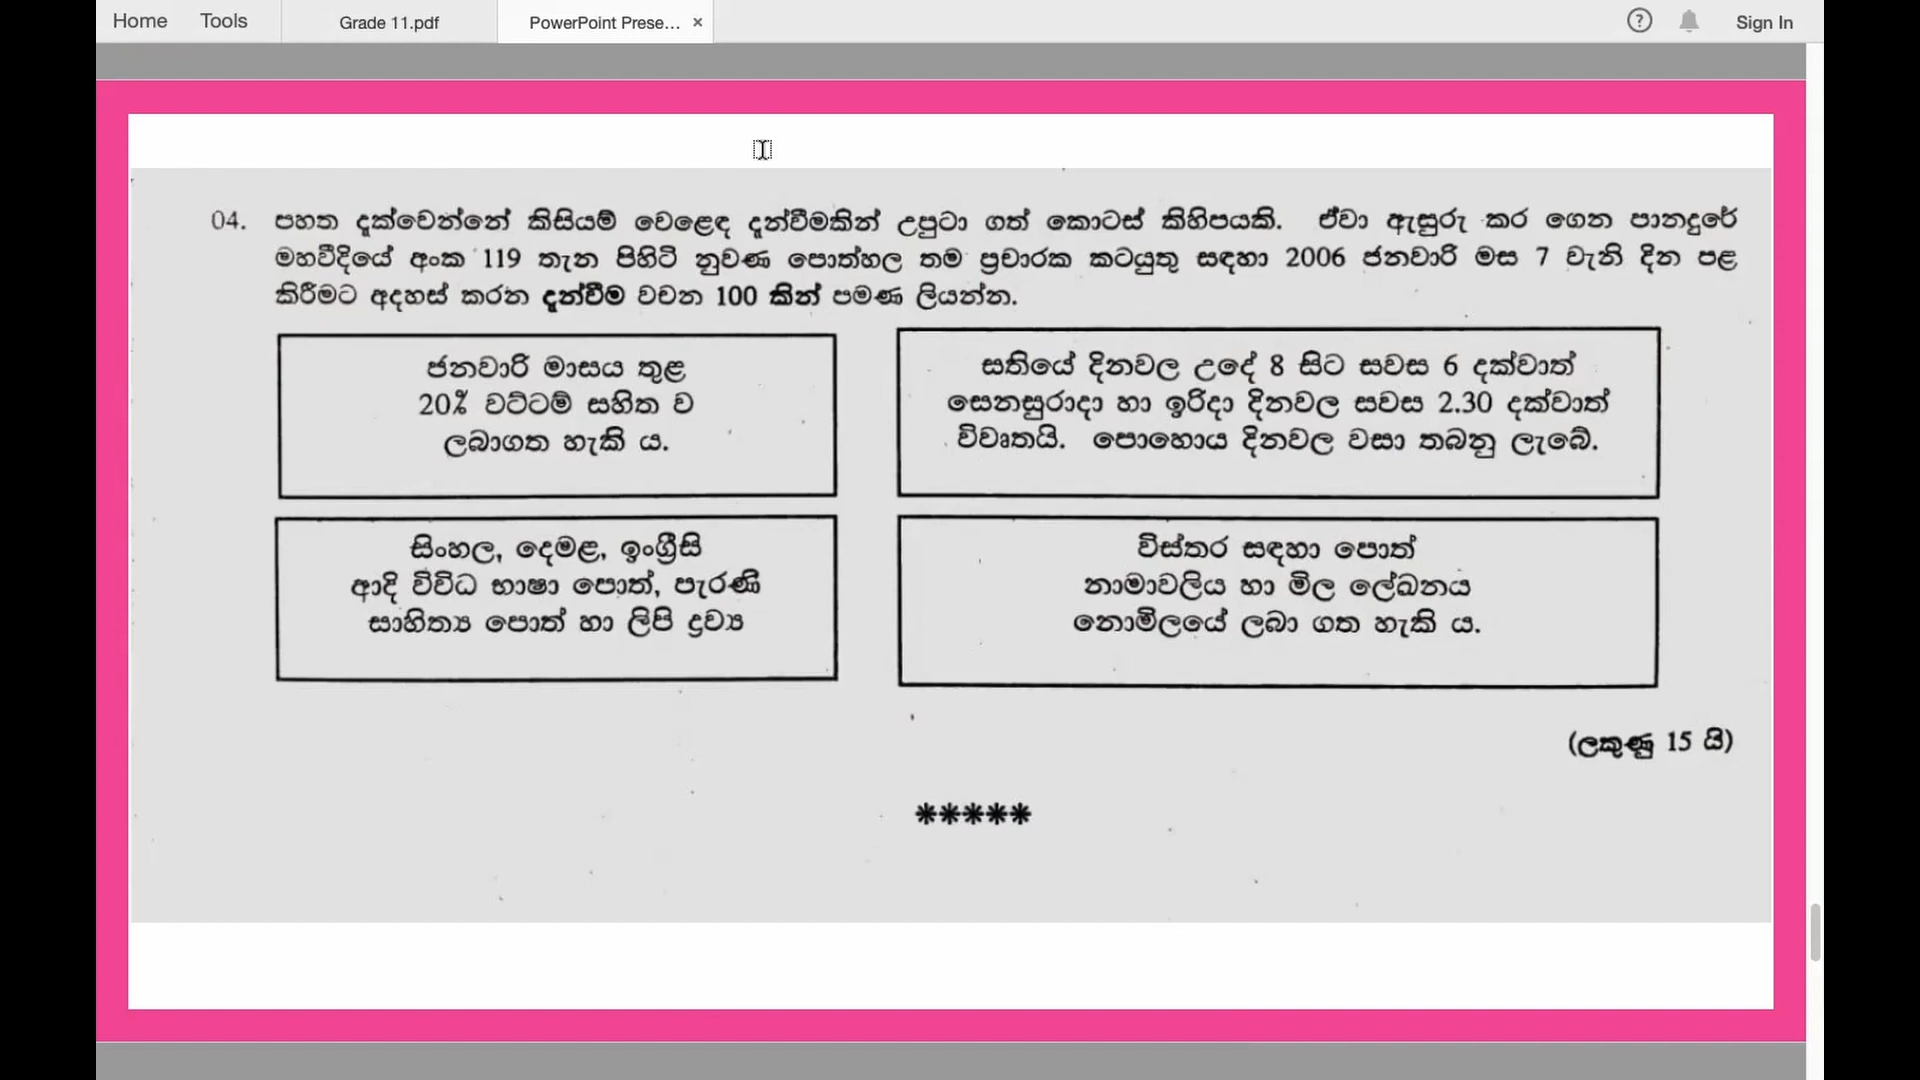 Home Tools Grade 11.pdf PowerPoint Prese... × Sign In
04. පහත දැක්වෙන්නේ කිසියම් වෙළෙඳ දැන්වීමකින් උපුටා ගත් කොටස් කිහිපයකි. ඒවා ඇසුරු කර ගෙන පානදුරේ
මහවීදියේ අංක 119 තැන පිහිටි නුවණ පොත්හල තම ප්‍රචාරක කටයුතු සඳහා 2006 ජනවාරි මස 7 වැනි දින පළ
කිරීමට අදහස් කරන දැන්වීම වචන 100 කින් පමණ ලියන්න.
ජනවාරි මාසය තුළ
20% වට්ටම් සහිත ව
ලබාගත හැකි ය.
සතියේ දිනවල උදේ 8 සිට සවස 6 දක්වාත්
සෙනසුරාදා හා ඉරිදා දිනවල සවස 2.30 දක්වාත්
විවෘතයි. පොහොය දිනවල වසා තබනු ලැබේ.
සිංහල, දෙමළ, ඉංග්‍රීසි
ආදි විවිධ භාෂා පොත්, පැරණි
සාහිත්‍ය පොත් හා ලිපි ද්‍රව්‍ය
විස්තර සඳහා පොත්
නාමාවලිය හා මිල ලේඛනය
නොමිලයේ ලබා ගත හැකි ය.
(ලකුණු 15 යි)
*****